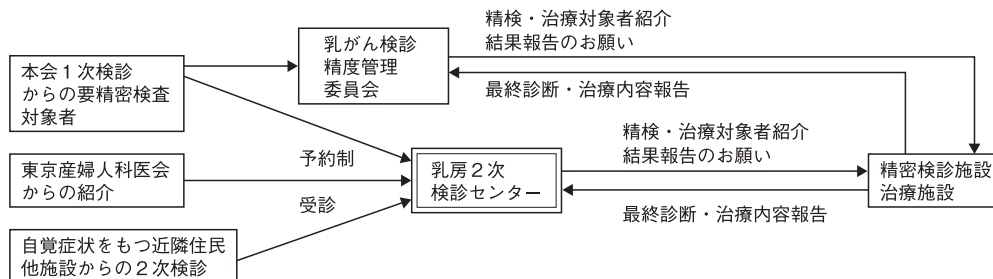 精検・治療対象者紹介
結果報告のお願い
乳がん検診
精度管理
委員会
本会１次検診
からの要精密検査
対象者
最終診断・治療内容報告
精検・治療対象者紹介
結果報告のお願い
予約制
東京産婦人科医会
からの紹介
乳房２次
検診センター
精密検診施設
治療施設
受診
最終診断・治療内容報告
自覚症状をもつ近隣住民
他施設からの２次検診